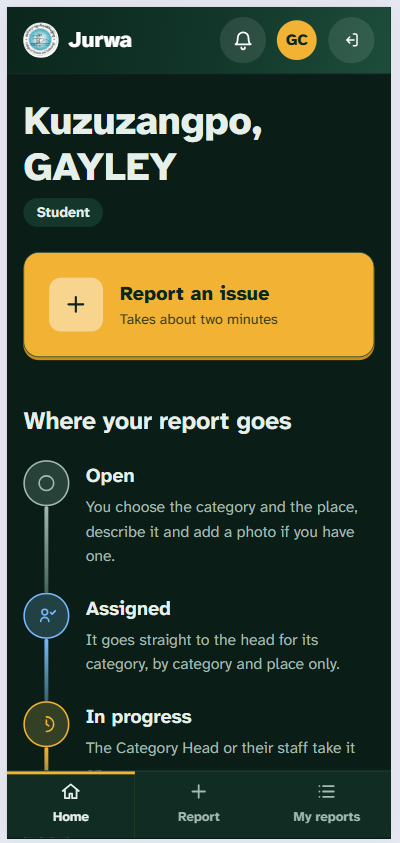 Jurwa
GC
Kuzuzangpo,
GAYLEY
Student
Report an issue
Takes about two minutes
Where your report goes
Open
You choose the category and the place,
describe it and add a photo if you have
one.
Assigned
It goes straight to the head for its
category, by category and place only.
In progress
The Category Head or their staff take it
Home
Report
My reports